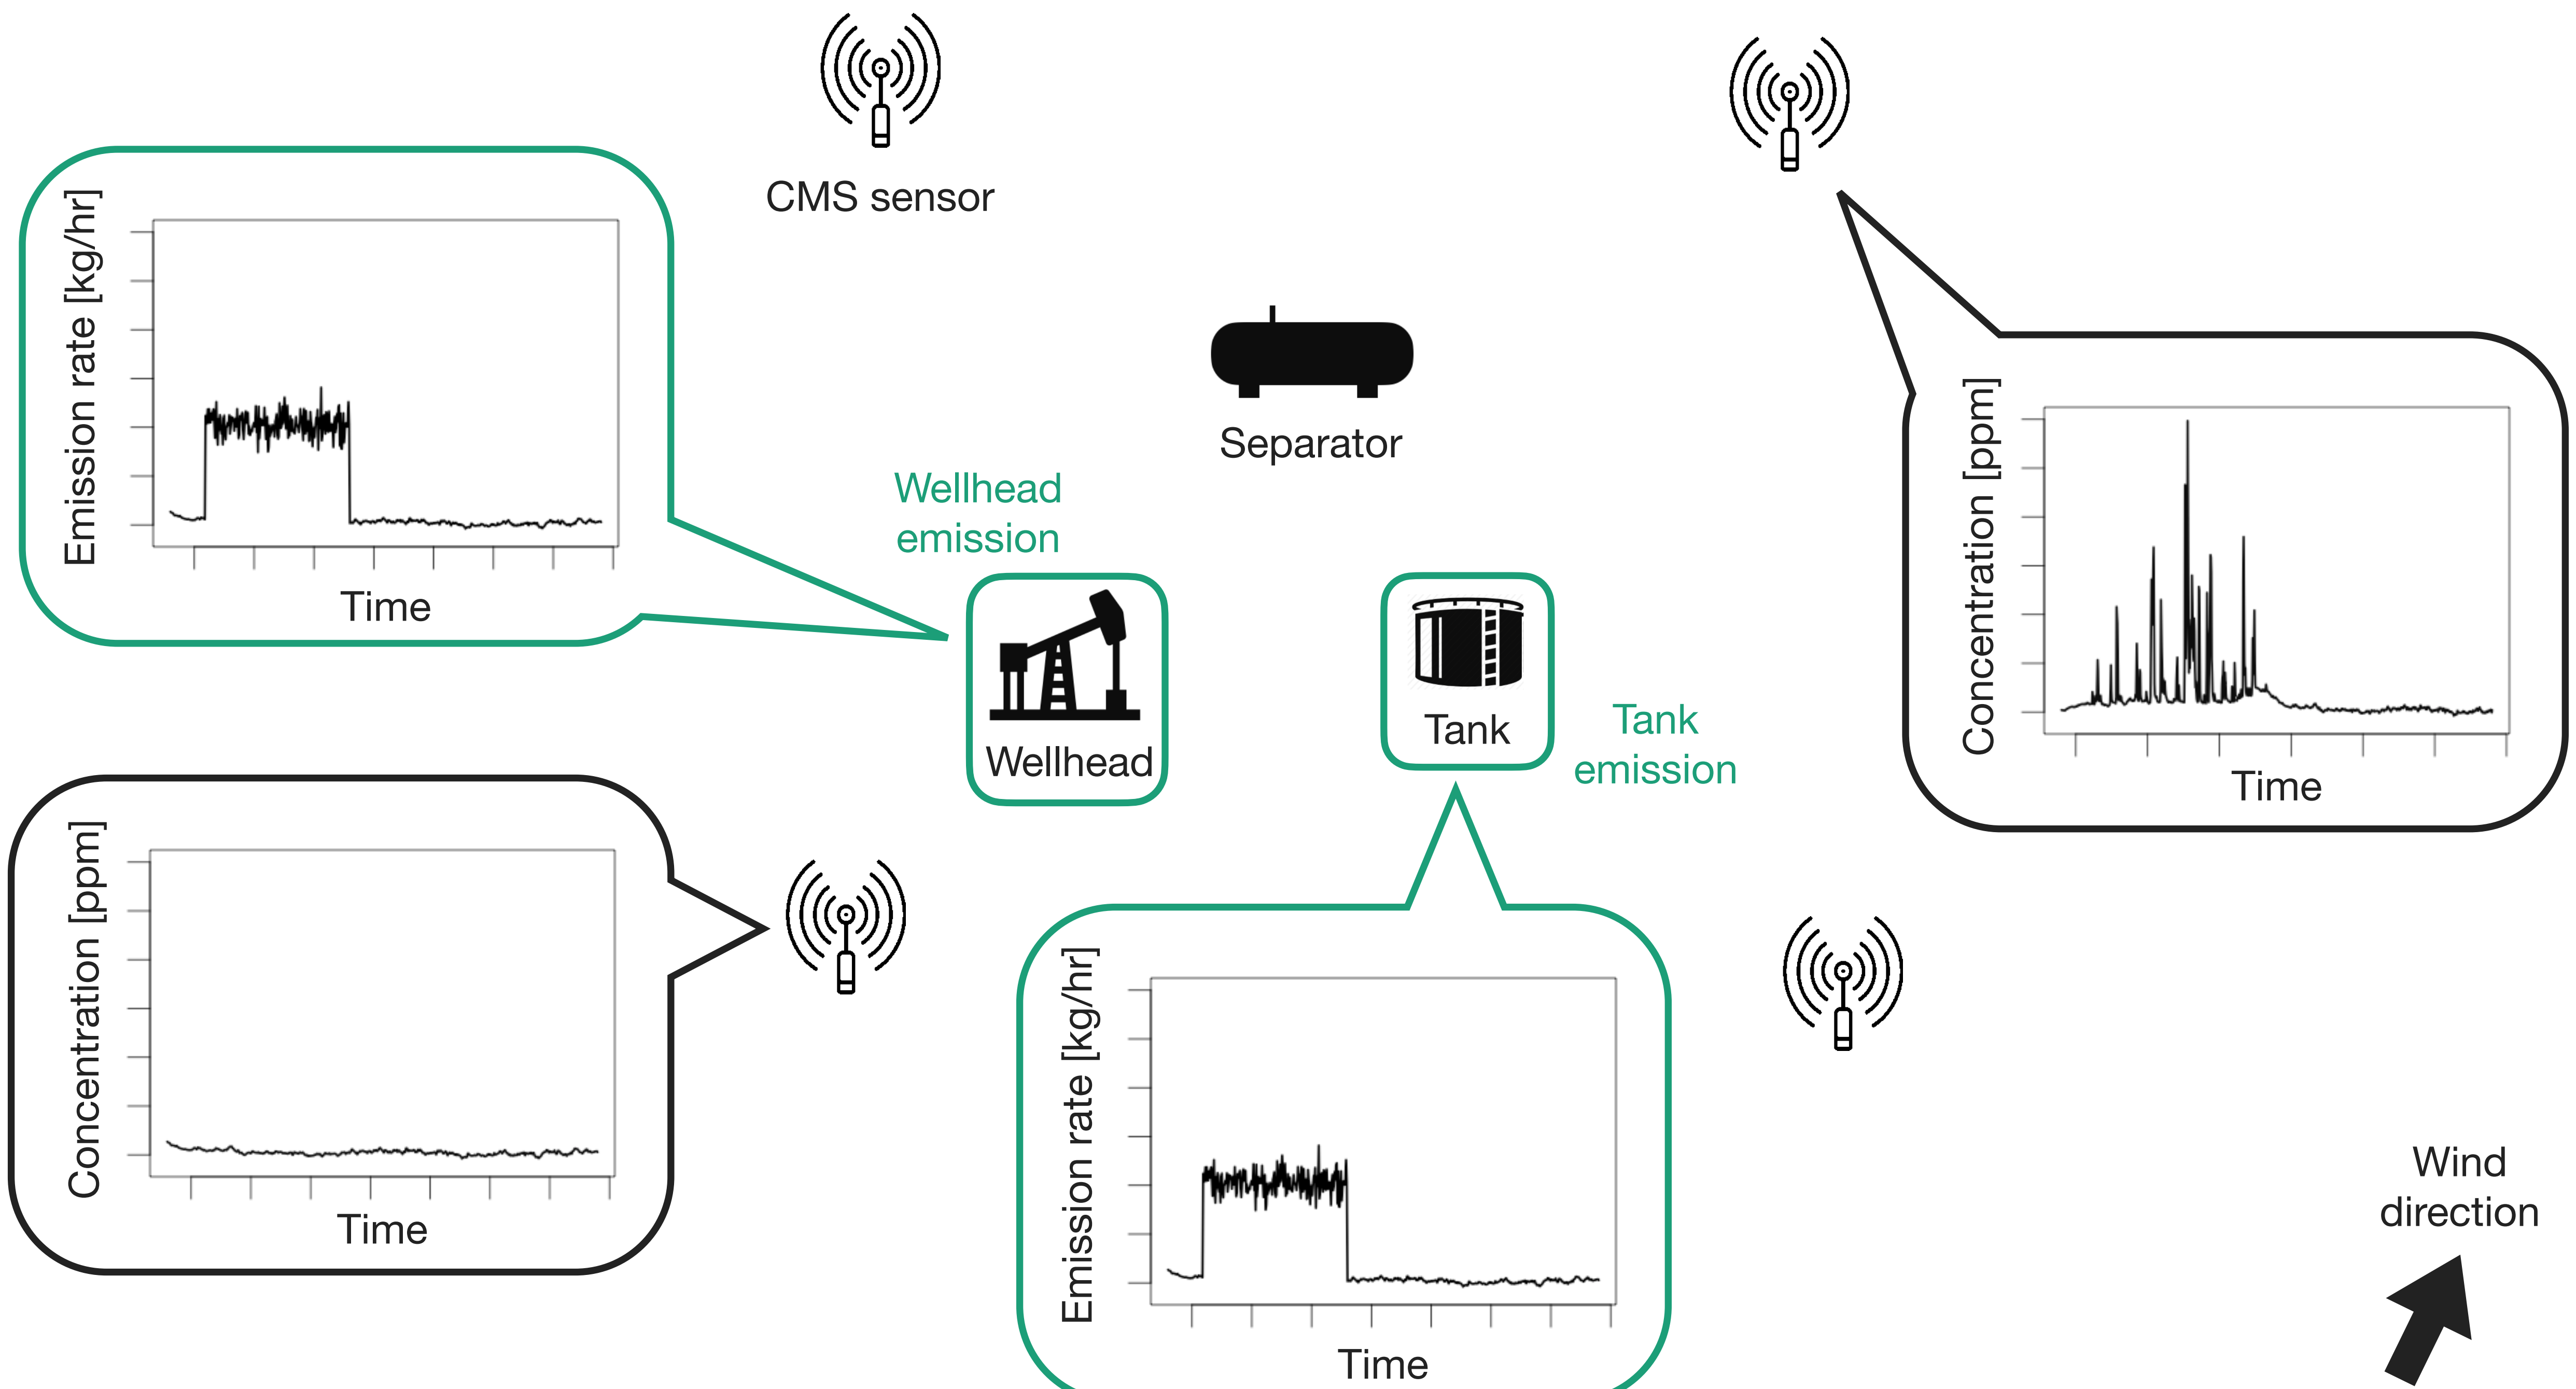 CMS sensor
Emission rate [kg/hr]
Time
Separator
Wellhead
emission
Wellhead
Tank
Tank
emission
Concentration [ppm]
Time
Concentration [ppm]
Time
Emission rate [kg/hr]
Time
Wind
direction